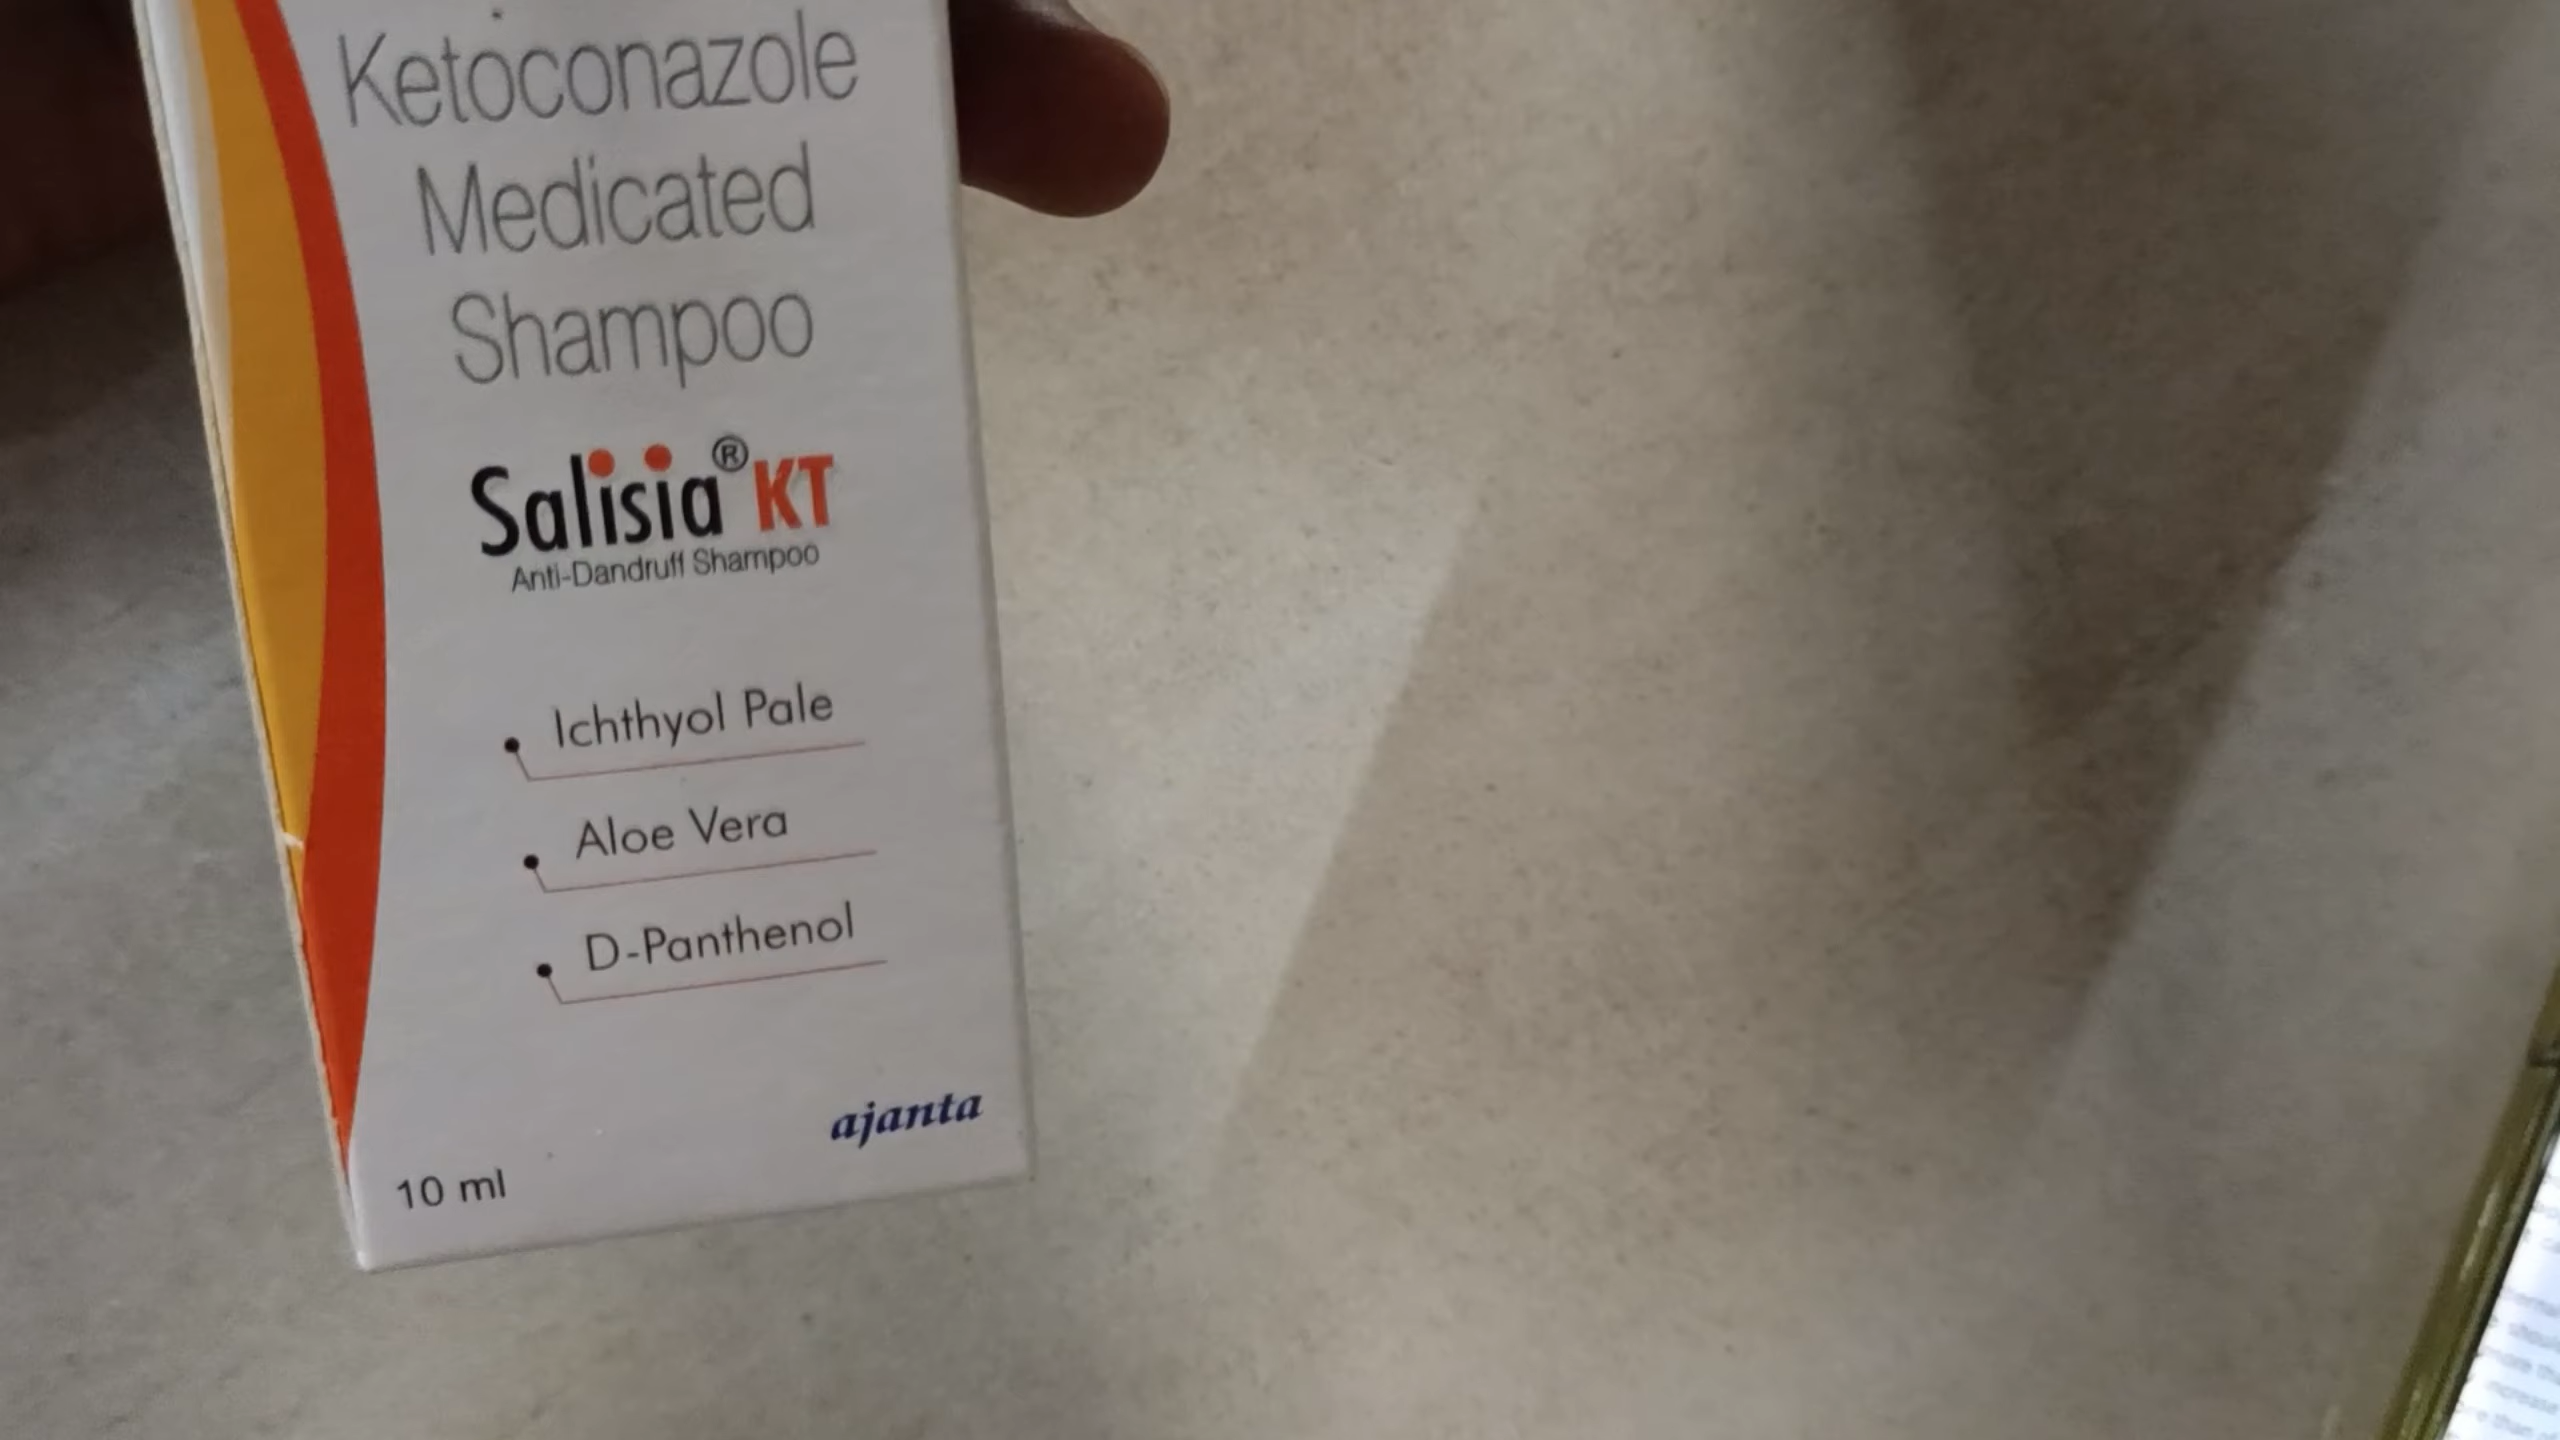 Ketoconazole
Medicated
Shampoo
Salisia® KT
Anti-Dandruff Shampoo
Ichthyol Pale
Aloe Vera
D-Panthenol
ajanta
10 ml